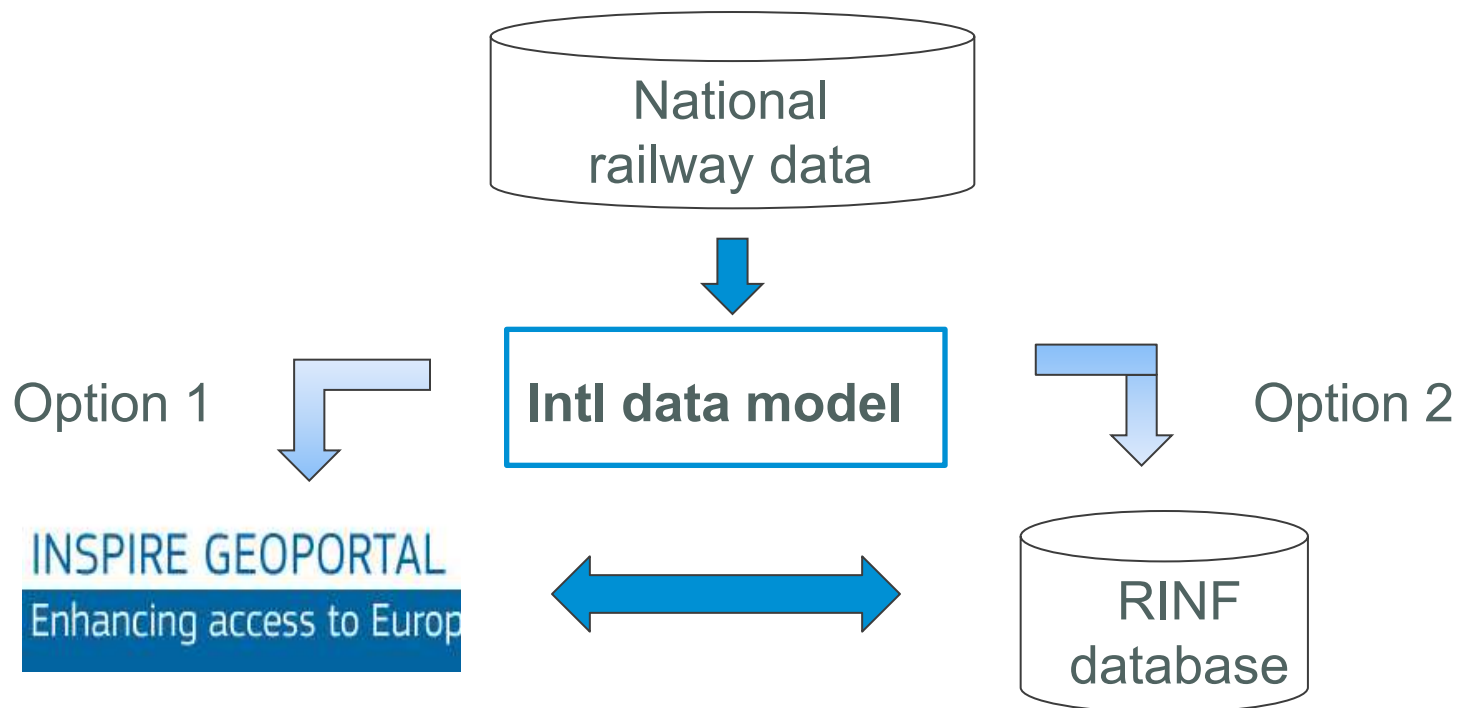 National
railway data
Option 1
Intl data model
Option 2
INSPIRE GEOPORTAL
Enhancing access to Europ
RINF
database